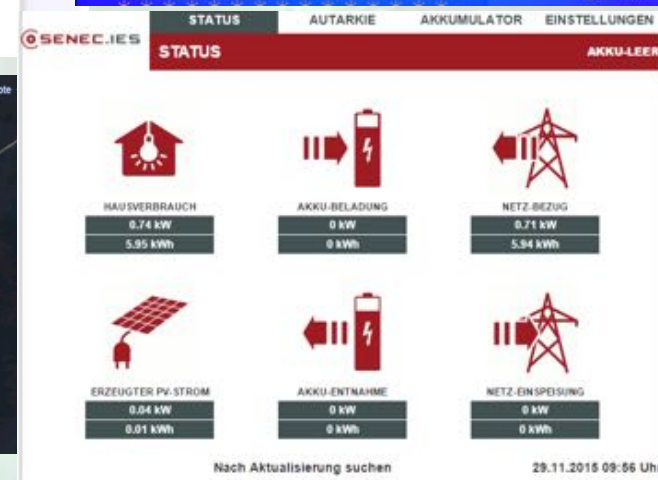 STATUS AUTARKIE AKKUMULATOR EINSTELLUNGEN
SENEC.IES
STATUS AKKU-LEER
HAUSVERBRAUCH AKKU-BELADUNG NETZ-BEZUG
0.74 kW 0 kW 0.71 kW
5.95 kWh 0 kWh 5.94 kWh
ERZEUGTER PV-STROM AKKU-ENTNAHME NETZ-EINSPEISUNG
0.04 kW 0 kW 0 kW
0.01 kWh 0 kWh 0 kWh
Nach Aktualisierung suchen 29.11.2015 09:56 Uhr